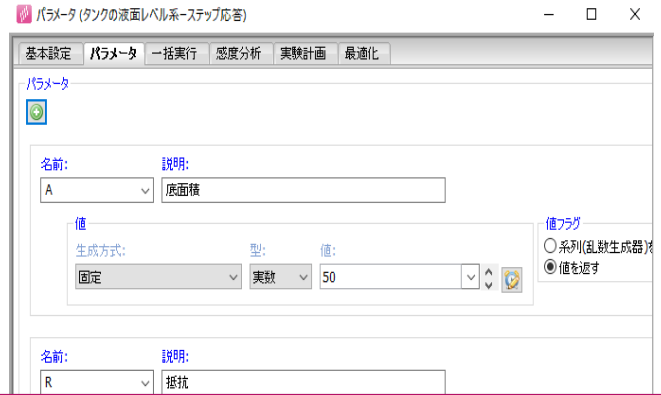 パラメータ (タンクの液面レベル系-ステップ応答)
基本設定 パラメータ 一括実行 感度分析 実験計画 最適化
パラメータ
名前: 説明:
A 底面積
値 値フラグ
生成方式: 型: 値:
固定 実数 50
系列(乱数生成器)を
値を返す
名前: 説明:
R 抵抗